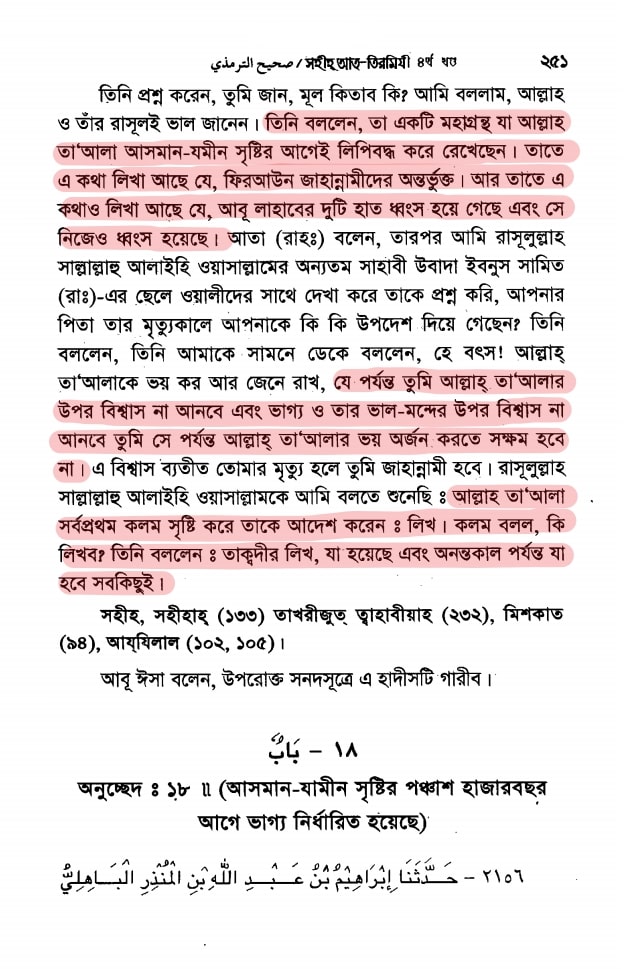 صحيح الترمذي / সহীহ আত্-তিরমিযী ৪র্থ খণ্ড ২৫১
তিনি প্রশ্ন করেন, তুমি জান, মূল কিতাব কি? আমি বললাম, আল্লাহ
ও তাঁর রাসূলই ভাল জানেন। তিনি বললেন, তা একটি মহাগ্রন্থ যা আল্লাহ
তা‘আলা আসমান-যমীন সৃষ্টির আগেই লিপিবদ্ধ করে রেখেছেন। তাতে
এ কথা লিখা আছে যে, ফিরআউন জাহান্নামীদের অন্তর্ভুক্ত। আর তাতে এ
কথাও লিখা আছে যে, আবূ লাহাবের দুটি হাত ধ্বংস হয়ে গেছে এবং সে
নিজেও ধ্বংস হয়েছে। আতা (রাহঃ) বলেন, তারপর আমি রাসূলুল্লাহ
সাল্লাল্লাহু আলাইহি ওয়াসাল্লামের অন্যতম সাহাবী উবাদা ইবনুস সামিত
(রাঃ)-এর ছেলে ওয়ালীদের সাথে দেখা করে তাকে প্রশ্ন করি, আপনার
পিতা তার মৃত্যুকালে আপনাকে কি কি উপদেশ দিয়ে গেছেন? তিনি
বললেন, তিনি আমাকে সামনে ডেকে বললেন, হে বৎস! আল্লাহ্
তা‘আলাকে ভয় কর আর জেনে রাখ, যে পর্যন্ত তুমি আল্লাহ্ তা‘আলার
উপর বিশ্বাস না আনবে এবং ভাগ্য ও তার ভাল-মন্দের উপর বিশ্বাস না
আনবে তুমি সে পর্যন্ত আল্লাহ্ তা‘আলার ভয় অর্জন করতে সক্ষম হবে
না। এ বিশ্বাস ব্যতীত তোমার মৃত্যু হলে তুমি জাহান্নামী হবে। রাসূলুল্লাহ
সাল্লাল্লাহু আলাইহি ওয়াসাল্লামকে আমি বলতে শুনেছি ঃ আল্লাহ তা‘আলা
সর্বপ্রথম কলম সৃষ্টি করে তাকে আদেশ করেন ঃ লিখ। কলম বলল, কি
লিখব? তিনি বললেন ঃ তাক্বদীর লিখ, যা হয়েছে এবং অনন্তকাল পর্যন্ত যা
হবে সবকিছুই।
সহীহ, সহীহাহ্ (১৩৩) তাখরীজুত্ ত্বাহাবীয়াহ (২৩২), মিশকাত
(৯৪), আয্‌যিলাল (১০২, ১০৫)।
আবূ ঈসা বলেন, উপরোক্ত সনদসূত্রে এ হাদীসটি গারীব।
١٨ - بَابٌ
অনুচ্ছেদ ঃ ১৮ ॥ (আসমান-যামীন সৃষ্টির পঞ্চাশ হাজারবছর
আগে ভাগ্য নির্ধারিত হয়েছে)
٢١٥٦ - حَدَّثَنَا إِبْرَاهِيْمُ بْنُ عَبْدِ اللهِ بْنِ الْمُنْذِرِ الْبَاهِلِيُّ